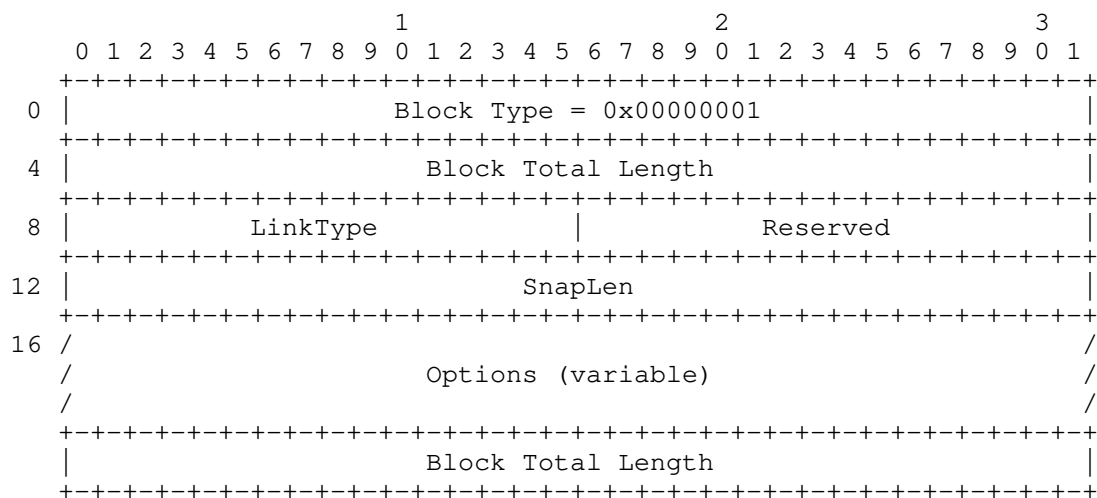 1                   2                   3
    0 1 2 3 4 5 6 7 8 9 0 1 2 3 4 5 6 7 8 9 0 1 2 3 4 5 6 7 8 9 0 1
   +-+-+-+-+-+-+-+-+-+-+-+-+-+-+-+-+-+-+-+-+-+-+-+-+-+-+-+-+-+-+-+-+
 0 |                    Block Type = 0x00000001                    |
   +-+-+-+-+-+-+-+-+-+-+-+-+-+-+-+-+-+-+-+-+-+-+-+-+-+-+-+-+-+-+-+-+
 4 |                      Block Total Length                       |
   +-+-+-+-+-+-+-+-+-+-+-+-+-+-+-+-+-+-+-+-+-+-+-+-+-+-+-+-+-+-+-+-+
 8 |           LinkType            |           Reserved            |
   +-+-+-+-+-+-+-+-+-+-+-+-+-+-+-+-+-+-+-+-+-+-+-+-+-+-+-+-+-+-+-+-+
12 |                            SnapLen                            |
   +-+-+-+-+-+-+-+-+-+-+-+-+-+-+-+-+-+-+-+-+-+-+-+-+-+-+-+-+-+-+-+-+
16 /                                                               /
   /                      Options (variable)                       /
   /                                                               /
   +-+-+-+-+-+-+-+-+-+-+-+-+-+-+-+-+-+-+-+-+-+-+-+-+-+-+-+-+-+-+-+-+
   |                      Block Total Length                       |
   +-+-+-+-+-+-+-+-+-+-+-+-+-+-+-+-+-+-+-+-+-+-+-+-+-+-+-+-+-+-+-+-+